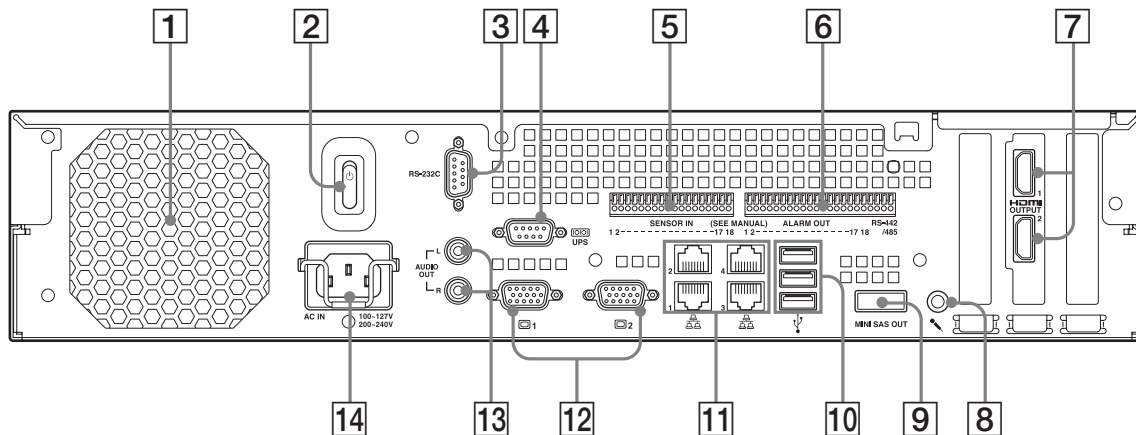 1 2 3 4 5 6 7
RS-232C
UPS
SENSOR IN (SEE MANUAL) ALARM OUT RS-442
/485
1 2 17 18 1 2 17 18
1
HDMI
OUTPUT
2
L
AUDIO
OUT
R
2 4
1 3
AC IN 100~127V
200~240V
1 2
MINI SAS OUT
14 13 12 11 10 9 8